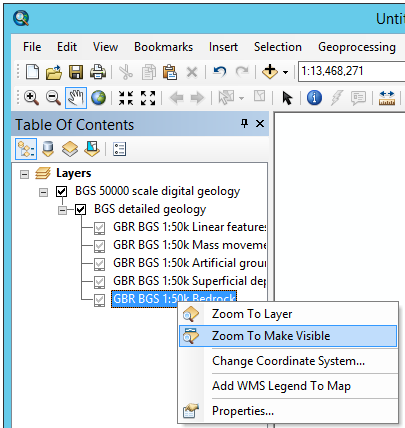 Unti
File Edit View Bookmarks Insert Selection Geoprocessing
1:13,468,271
Table Of Contents
Layers
BGS 50000 scale digital geology
BGS detailed geology
GBR BGS 1:50k Linear features
GBR BGS 1:50k Mass moveme
GBR BGS 1:50k Artificial groun
GBR BGS 1:50k Superficial dep
GBR BGS 1:50k Bedrock
Zoom To Layer
Zoom To Make Visible
Change Coordinate System...
Add WMS Legend To Map
Properties...